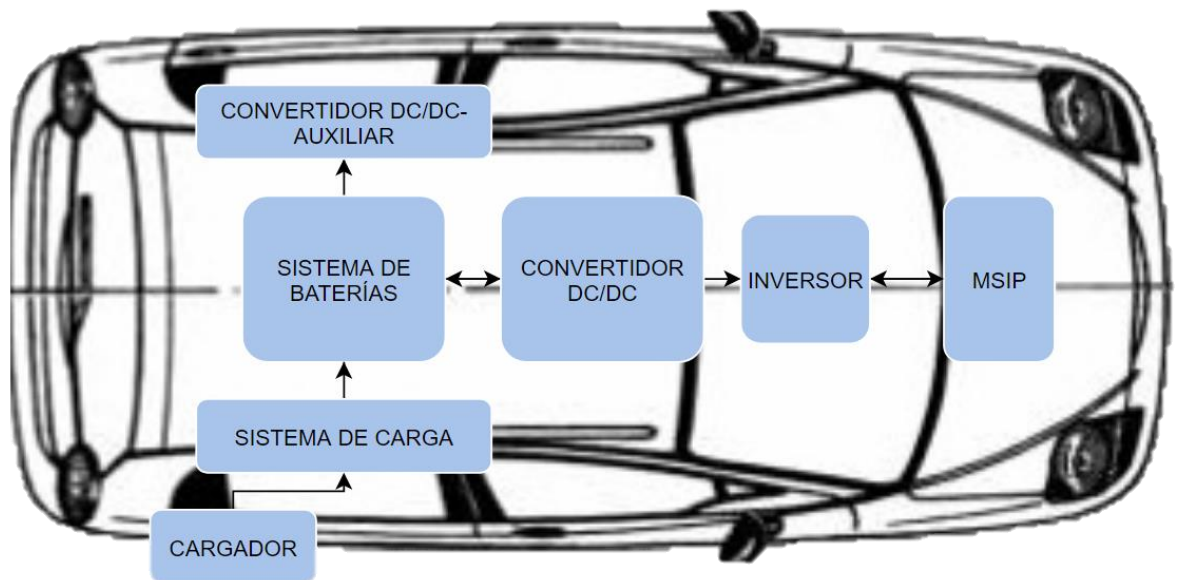 CONVERTIDOR DC/DC-
AUXILIAR
SISTEMA DE
BATERÍAS
CONVERTIDOR
DC/DC
INVERSOR
MSIP
SISTEMA DE CARGA
CARGADOR